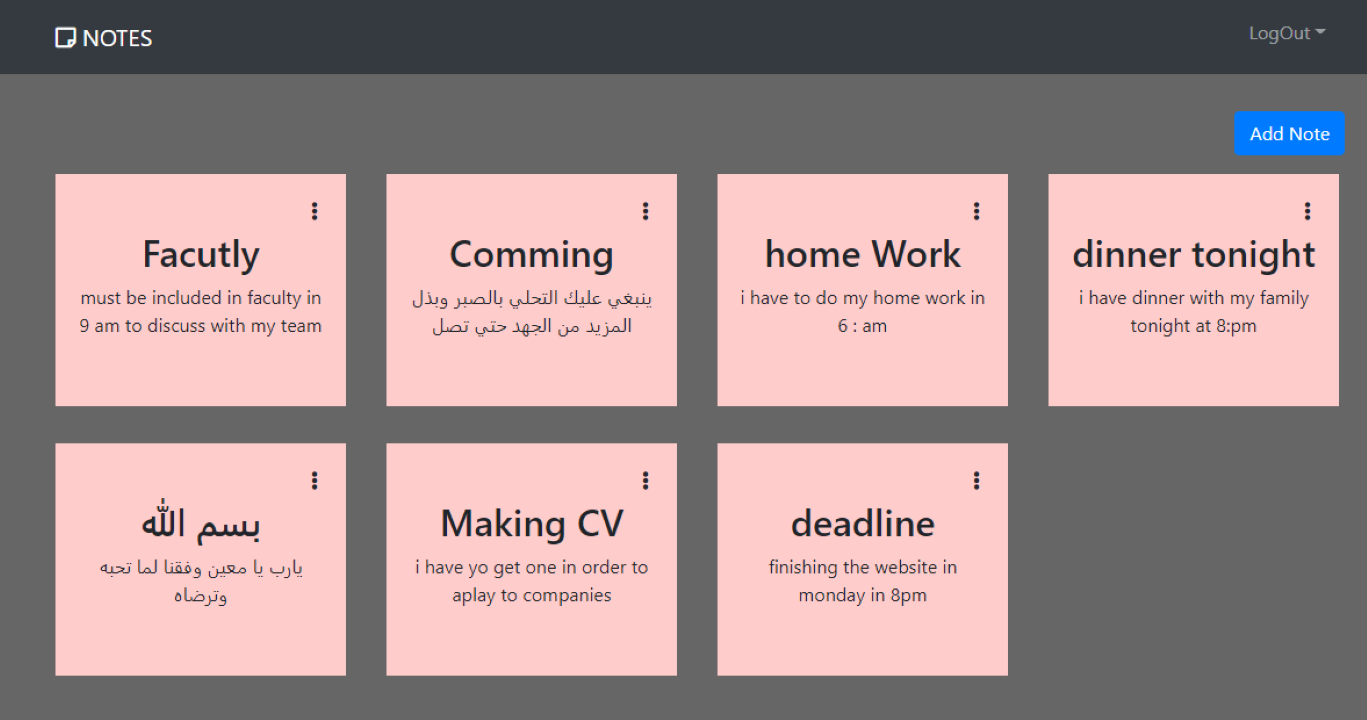 NOTES
LogOut
Add Note
Facutly
must be included in faculty in
9 am to discuss with my team
Comming
ينبغي عليك التحلي بالصبر وبذل
المزيد من الجهد حتي تصل
home Work
i have to do my home work in
6 : am
dinner tonight
i have dinner with my family
tonight at 8:pm
بسم الله
يارب يا معين وفقنا لما تحبه
وترضاه
Making CV
i have yo get one in order to
aplay to companies
deadline
finishing the website in
monday in 8pm